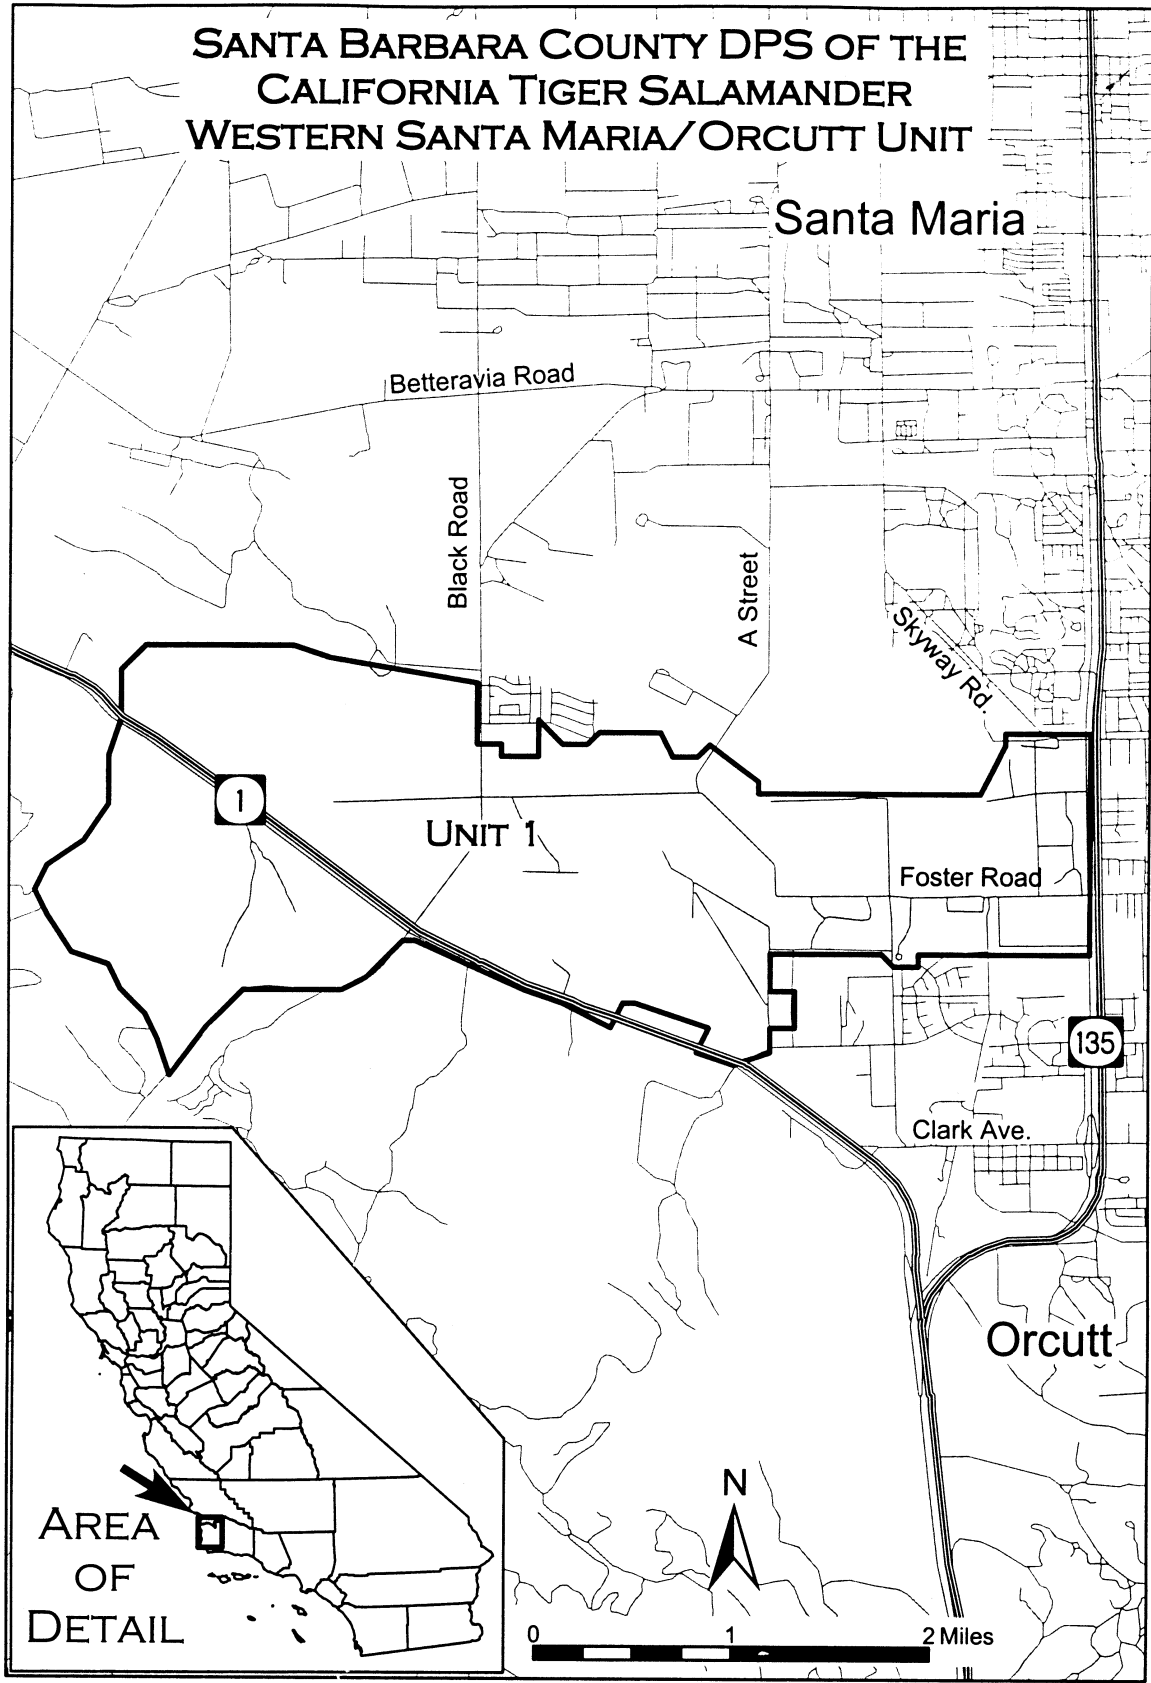 SANTA BARBARA COUNTY DPS OF THE
CALIFORNIA TIGER SALAMANDER
WESTERN SANTA MARIA/ORCUTT UNIT
Santa Maria
Betteravia Road
Black Road
A Street
Skyway Rd.
1
UNIT 1
Foster Road
135
Clark Ave.
Orcutt
AREA
OF
DETAIL
N
0 1 2 Miles